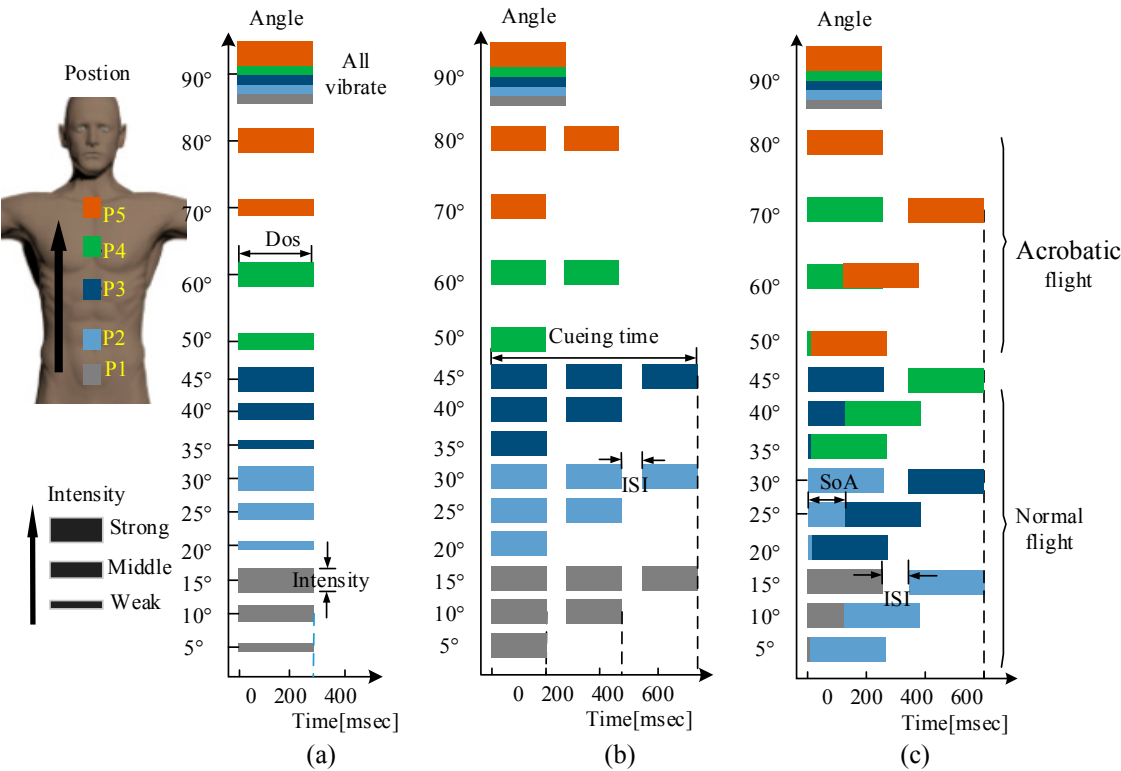 Postion
P5
P4
P3
P2
P1
Intensity
Strong
Middle
Weak
Angle
90°
All
vibrate
80°
70°
Dos
60°
50°
45°
40°
35°
30°
25°
20°
15°
Intensity
10°
5°
0 200 400
Time[msec]
(a)
Angle
90°
80°
70°
60°
50°
Cueing time
45°
40°
35°
30°
ISI
25°
20°
15°
10°
5°
0 200 400 600
Time[msec]
(b)
Angle
90°
80°
70°
60°
50°
45°
40°
35°
30°
SoA
25°
20°
15°
ISI
10°
5°
0 200 400 600
Time[msec]
(c)
Acrobatic
flight
Normal
flight